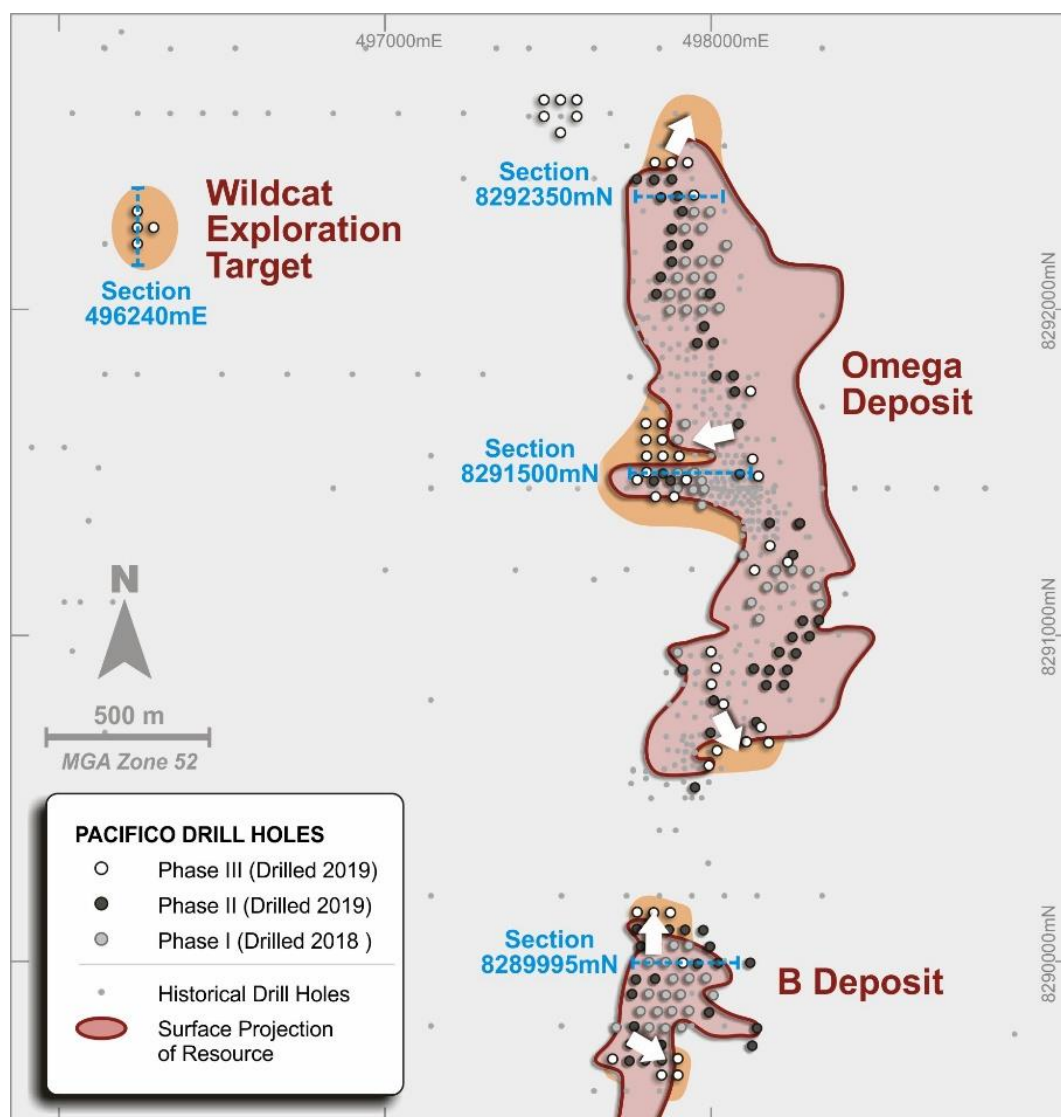 497000mE
498000mE
Section
8292350mN
Wildcat
Exploration
Target
Section
496240mE
8292000mN
Omega
Deposit
Section
8291500mN
N
8291000mN
500 m
MGA Zone 52
PACIFICO DRILL HOLES
Phase III (Drilled 2019)
Phase II (Drilled 2019)
Phase I (Drilled 2018 )
Historical Drill Holes
Surface Projection
of Resource
Section
8289995mN
8290000mN
B Deposit